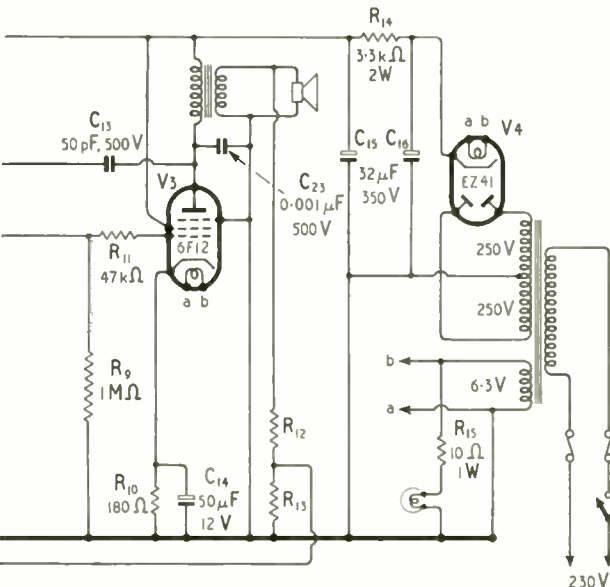 R14
3·3kΩ
2W
C13
50pF, 500V
V3
6F12
a b
R11
47kΩ
C23
0·001μF
500V
C15 C16
32μF
350V
a b
V4
EZ41
250V
250V
b
a
6·3V
R9
1MΩ
R10
180Ω
C14
50μF
12V
R12
R13
R15
10Ω
1W
230V